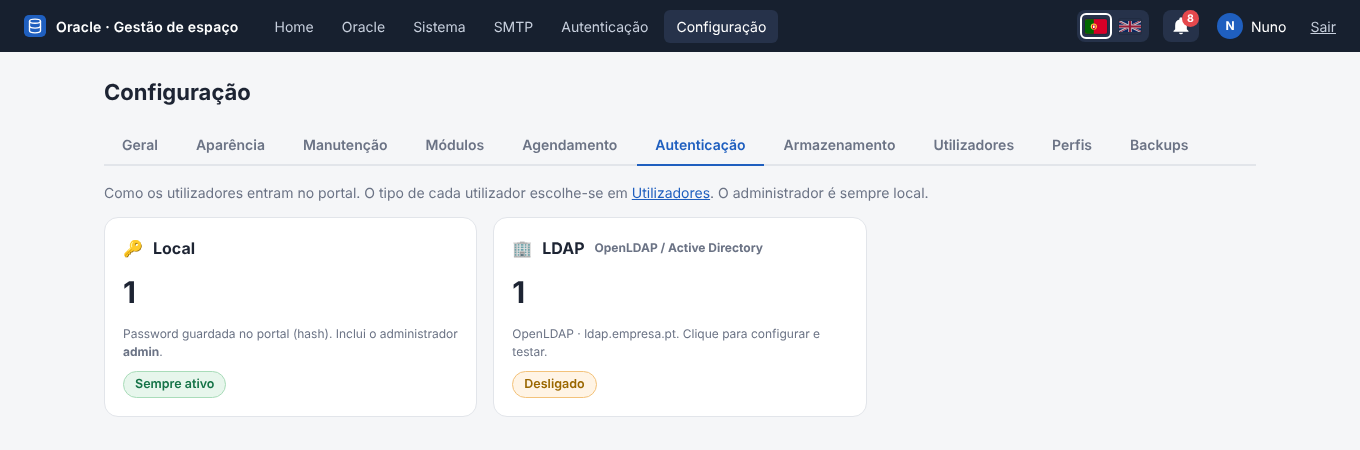 Oracle · Gestão de espaço
Home
Oracle
Sistema
SMTP
Autenticação
Configuração
8
N
Nuno
Sair
Configuração
Geral
Aparência
Manutenção
Módulos
Agendamento
Autenticação
Armazenamento
Utilizadores
Perfis
Backups
Como os utilizadores entram no portal. O tipo de cada utilizador escolhe-se em Utilizadores. O administrador é sempre local.
Local
1
Password guardada no portal (hash). Inclui o administrador
admin.
Sempre ativo
LDAP OpenLDAP / Active Directory
1
OpenLDAP · ldap.empresa.pt. Clique para configurar e
testar.
Desligado